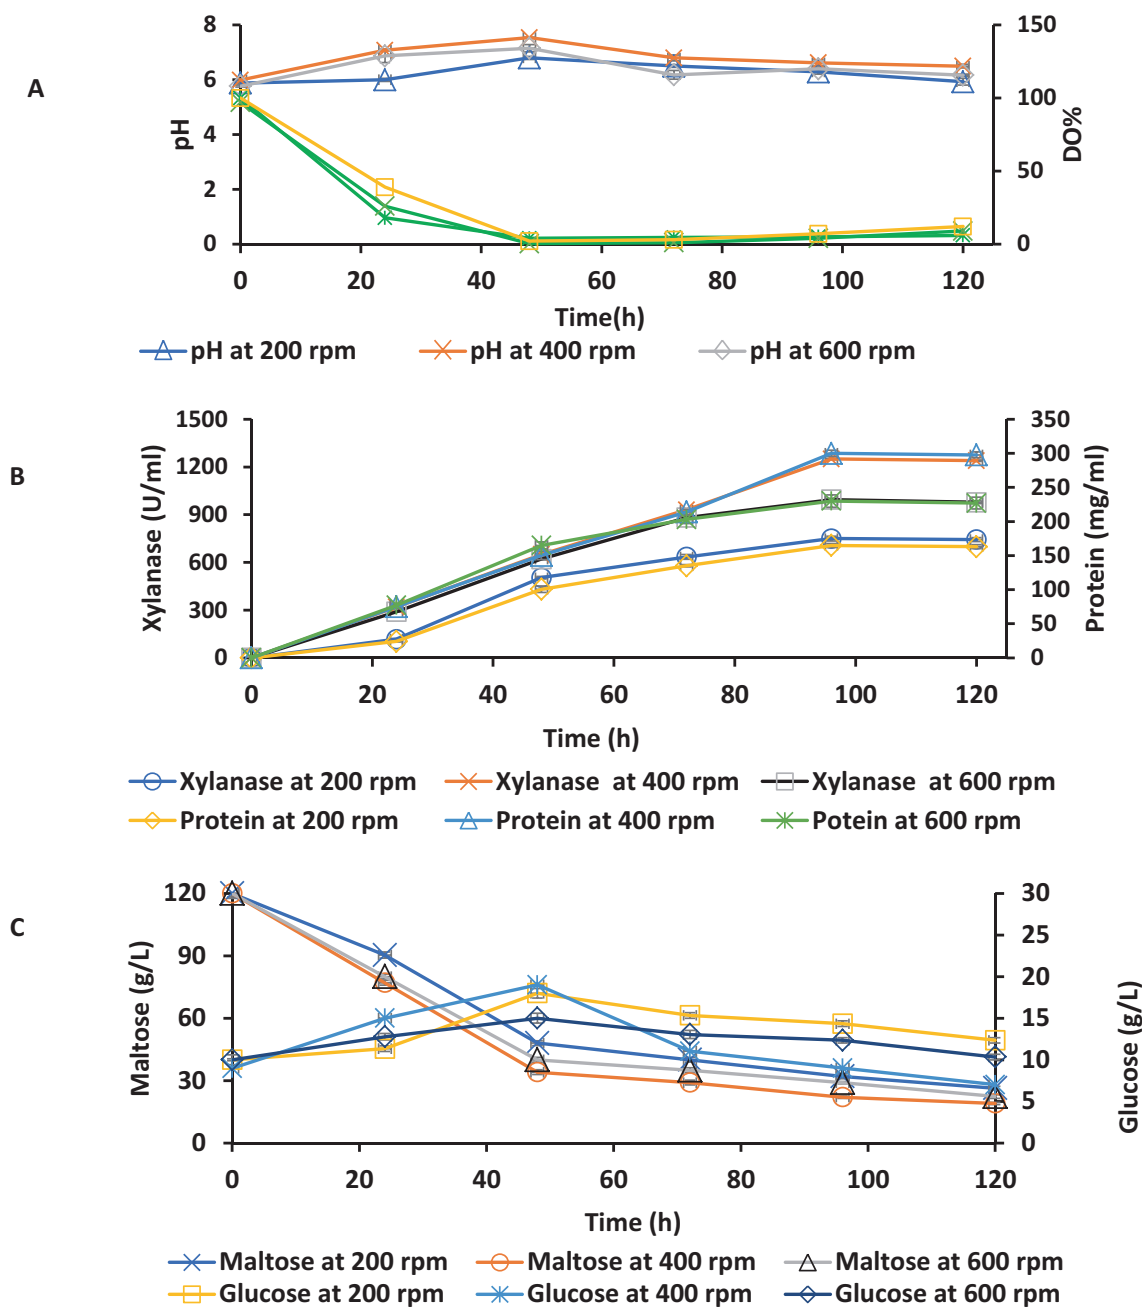 A
8
6
4
2
0
pH
150
100
50
0
DO%
0 20 40 60 80 100 120
Time(h)
pH at 200 rpm pH at 400 rpm pH at 600 rpm
B
1500
1200
900
600
300
0
Xylanase (U/ml)
350
300
250
200
150
100
50
0
Protein (mg/ml)
0 20 40 60 80 100 120
Time (h)
Xylanase at 200 rpm Xylanase at 400 rpm Xylanase at 600 rpm
Protein at 200 rpm Protein at 400 rpm Potein at 600 rpm
C
120
90
60
30
0
Maltose (g/L)
30
25
20
15
10
5
0
Glucose (g/L)
0 20 40 60 80 100 120
Time (h)
Maltose at 200 rpm Maltose at 400 rpm Maltose at 600 rpm
Glucose at 200 rpm Glucose at 400 rpm Glucose at 600 rpm